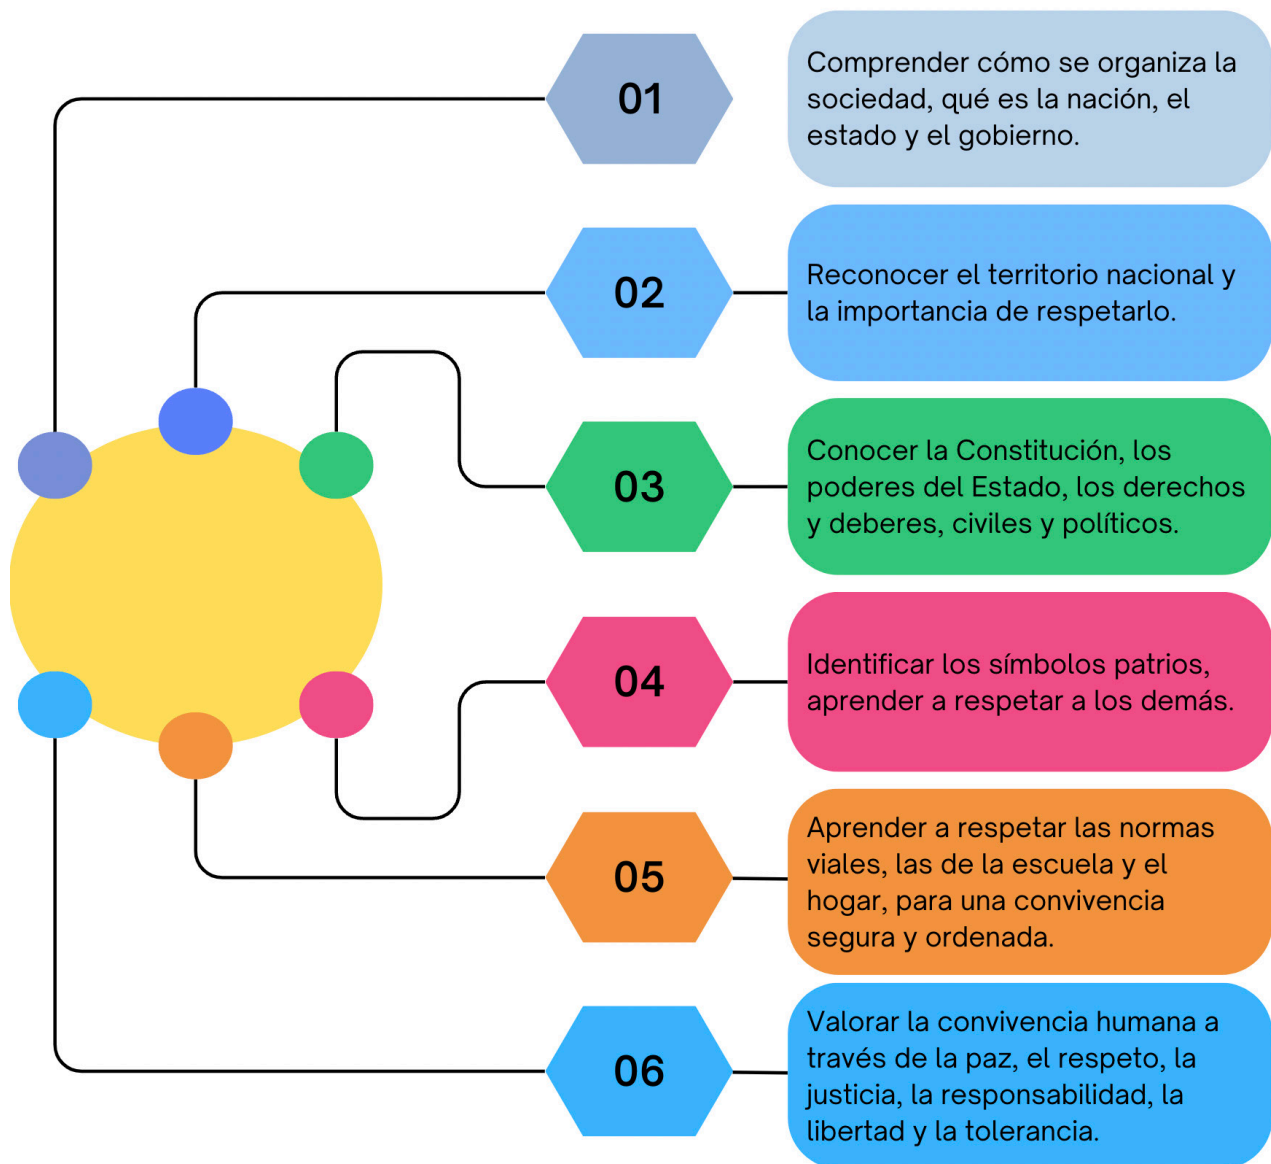 01
Comprender cómo se organiza la
sociedad, qué es la nación, el
estado y el gobierno.
02
Reconocer el territorio nacional y
la importancia de respetarlo.
03
Conocer la Constitución, los
poderes del Estado, los derechos
y deberes, civiles y políticos.
04
Identificar los símbolos patrios,
aprender a respetar a los demás.
05
Aprender a respetar las normas
viales, las de la escuela y el
hogar, para una convivencia
segura y ordenada.
06
Valorar la convivencia humana a
través de la paz, el respeto, la
justicia, la responsabilidad, la
libertad y la tolerancia.